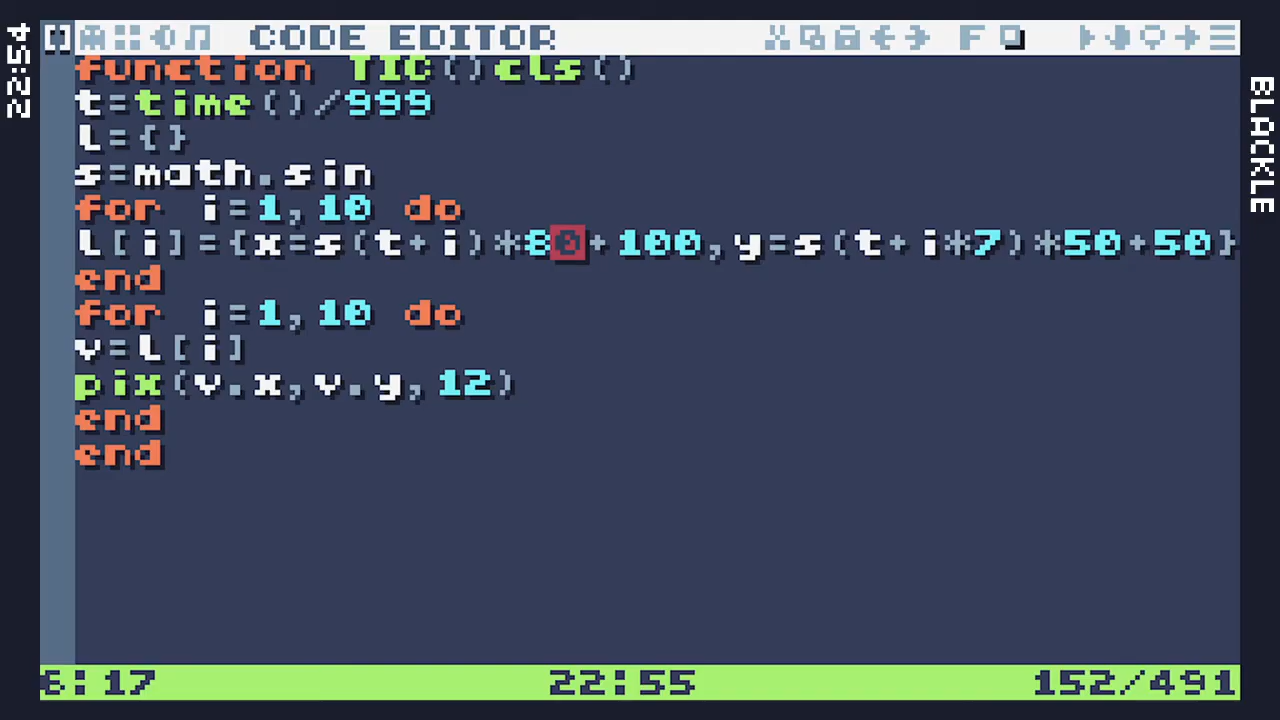 22:54
CODE EDITOR
F
function TIC()cls()
t=time()/999
l={}
s=math.sin
for i=1,10 do
l[i]={x=s(t+i)*80+100,y=s(t+i*7)*50+50}
end
for i=1,10 do
v=l[i]
pix(v.x,v.y,12)
end
end
6:17 22:55 152/491
BLACKLE